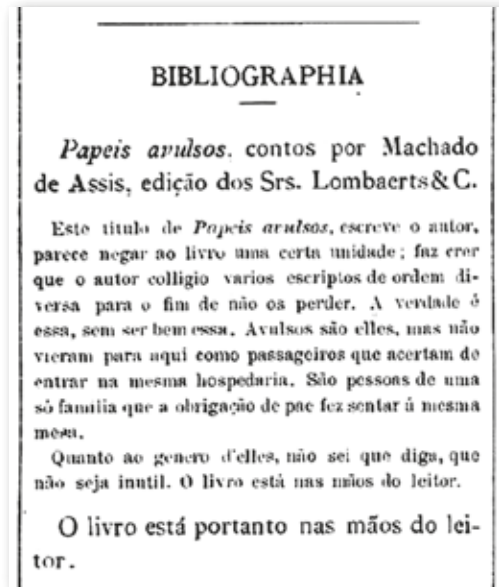 BIBLIOGRAPHIA
Papeis avulsos, contos por Machado
de Assis, edição dos Srs. Lombaerts & C.
Este titulo de Papeis avulsos, escreve o autor,
parece negar ao livro uma certa unidade; faz crer
que o autor colligio varios escriptos de ordem di-
versa para o fim de não os perder. A verdade é
essa, sem ser bem essa. Avulsos são elles, mas não
vieram para aqui como passageiros que acertam de
entrar na mesma hospedaria. São pessoas de uma
só familia que a obrigação de pae fez sentar á mesma
mesa.
Quanto ao genero d'elles, não sei que diga, que
não seja inutil. O livro está nas mãos do leitor.
O livro está portanto nas mãos do lei-
tor.